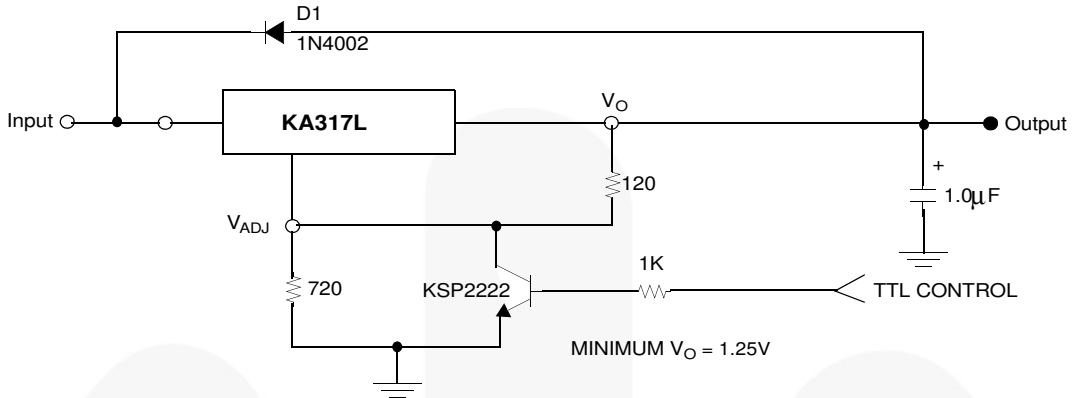 D1
1N4002
Input
KA317L
VO
Output
120
+
1.0μF
VADJ
720
KSP2222
1K
TTL CONTROL
MINIMUM VO = 1.25V